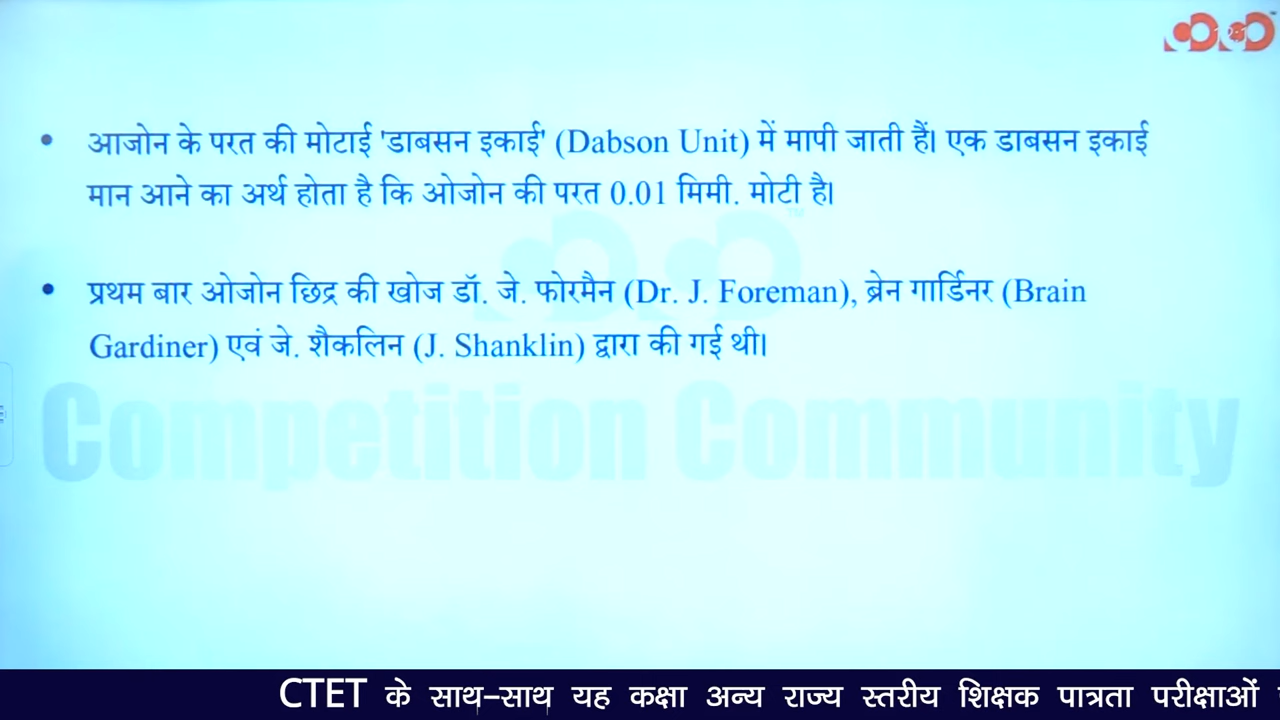 आजोन के परत की मोटाई 'डाबसन इकाई' (Dabson Unit) में मापी जाती हैं। एक डाबसन इकाई
मान आने का अर्थ होता है कि ओजोन की परत 0.01 मिमी. मोटी है।
प्रथम बार ओजोन छिद्र की खोज डॉ. जे. फोरमैन (Dr. J. Foreman), ब्रेन गार्डिनर (Brain
Gardiner) एवं जे. शैकलिन (J. Shanklin) द्वारा की गई थी।
Competition Community
CTET के साथ-साथ यह कक्षा अन्य राज्य स्तरीय शिक्षक पात्रता परीक्षाओं